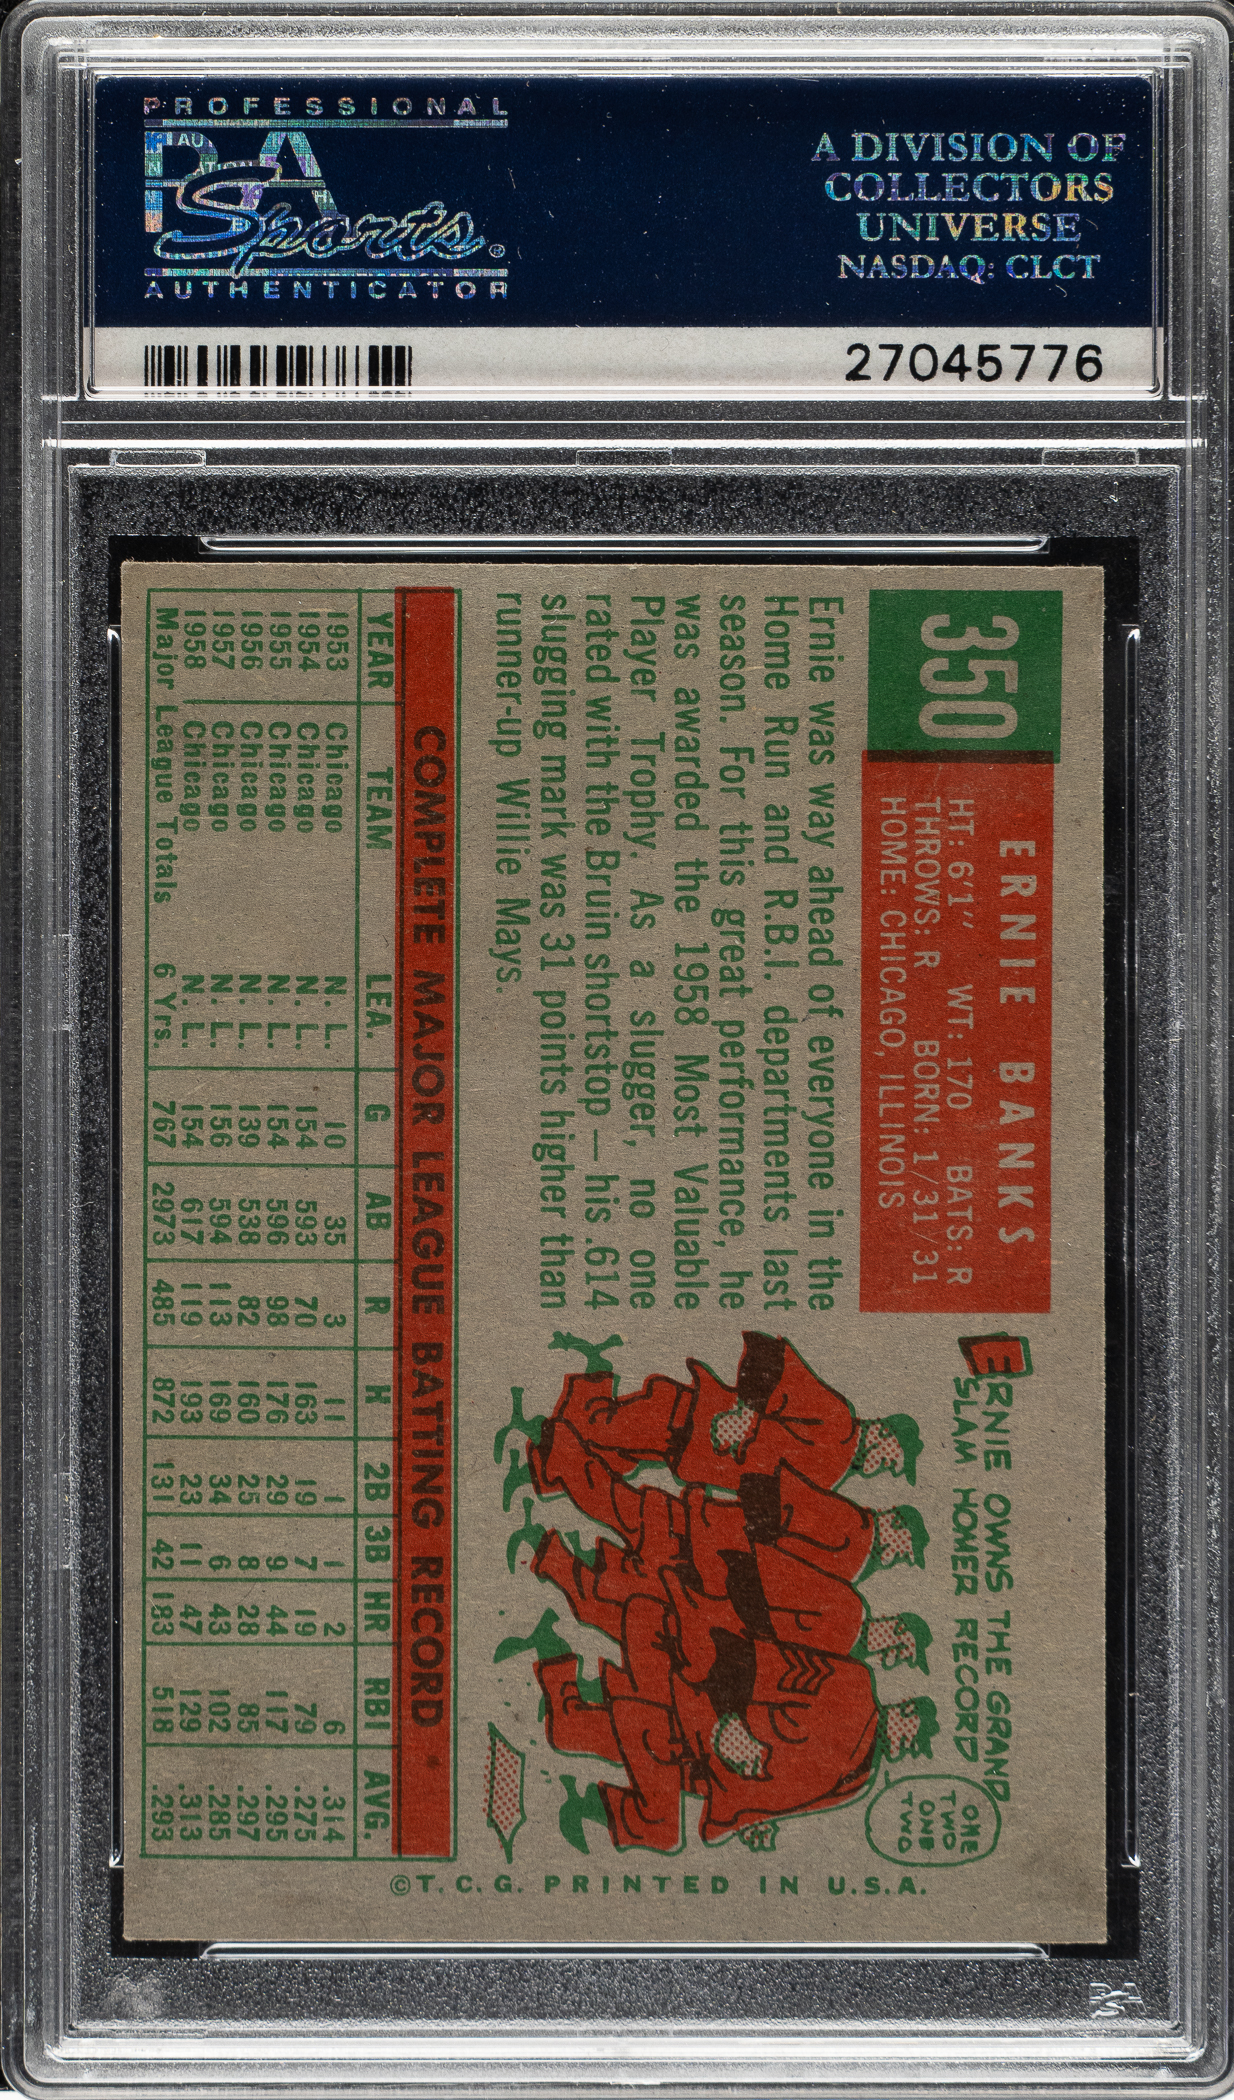 PROFESSIONAL
PSA
Sports®
AUTHENTICATOR
A DIVISION OF
COLLECTORS
UNIVERSE
NASDAQ: CLCT
27045776
350
ERNIE BANKS
HT: 6'1" WT: 170 BATS: R
THROWS: R BORN: 1/31/31
HOME: CHICAGO, ILLINOIS
Ernie was way ahead of everyone in the
Home Run and R.B.I. departments last
season. For this great performance, he
was awarded the 1958 Most Valuable
Player Trophy. As a slugger, no one
rated with the Bruin shortstop — his .614
slugging mark was 31 points higher than
runner-up Willie Mays.
ERNIE OWNS THE GRAND
SLAM HOMER RECORD
ONE
TWO
ONE
TWO
COMPLETE MAJOR LEAGUE BATTING RECORD
YEAR TEAM LEA. G AB R H 2B 3B HR RBI AVG.
1953 Chicago N. L. 10 35 3 11 1 1 2 6 .314
1954 Chicago N. L. 154 593 70 163 19 7 19 79 .275
1955 Chicago N. L. 154 596 98 176 29 9 44 117 .295
1956 Chicago N. L. 139 538 82 160 25 8 28 85 .297
1957 Chicago N. L. 156 594 113 169 34 6 43 102 .285
1958 Chicago N. L. 154 617 119 193 23 11 47 129 .313
Major League Totals 6 Yrs. 767 2973 485 872 131 42 183 518 .293
©T.C.G. PRINTED IN U.S.A.
PSA